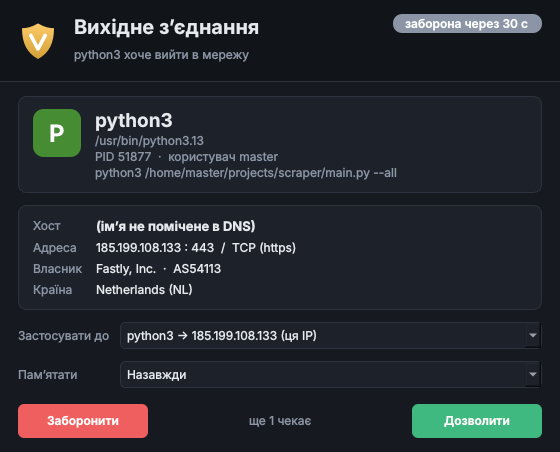 Вихідне з’єднання
заборона через 30 с
python3 хоче вийти в мережу
P
python3
/usr/bin/python3.13
PID 51877 · користувач master
python3 /home/master/projects/scraper/main.py --all
Хост (ім’я не помічене в DNS)
Адреса 185.199.108.133 : 443 / TCP (https)
Власник Fastly, Inc. · AS54113
Країна Netherlands (NL)
Застосувати до python3 → 185.199.108.133 (ця IP)
Пам’ятати Назавжди
Заборонити ще 1 чекає Дозволити